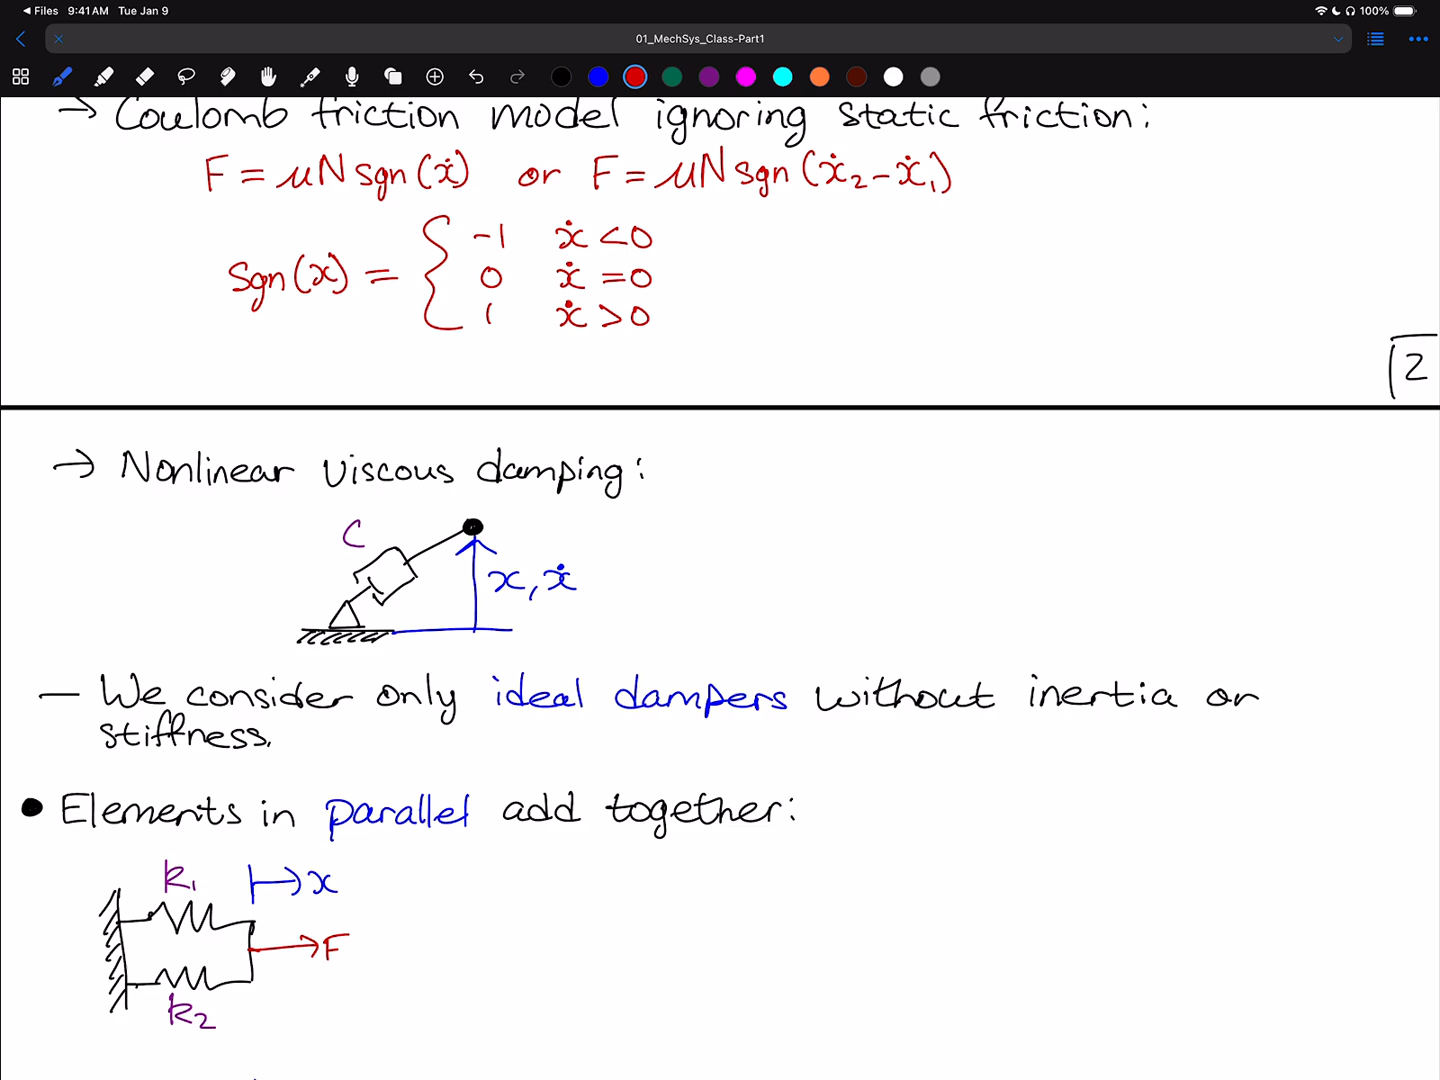 Files 9:41 AM Tue Jan 9 100%
01_MechSys_Class-Part1
→ Coulomb friction model ignoring static friction:
F = μN sgn(ẋ) or F = μN sgn(ẋ₂ - ẋ₁)
Sgn(ẋ) = { -1 ẋ < 0
0 ẋ = 0
1 ẋ > 0
2
→ Nonlinear viscous damping:
C
x, ẋ
— We consider only ideal dampers without inertia or
stiffness.
● Elements in parallel add together:
k₁ x
F
k₂